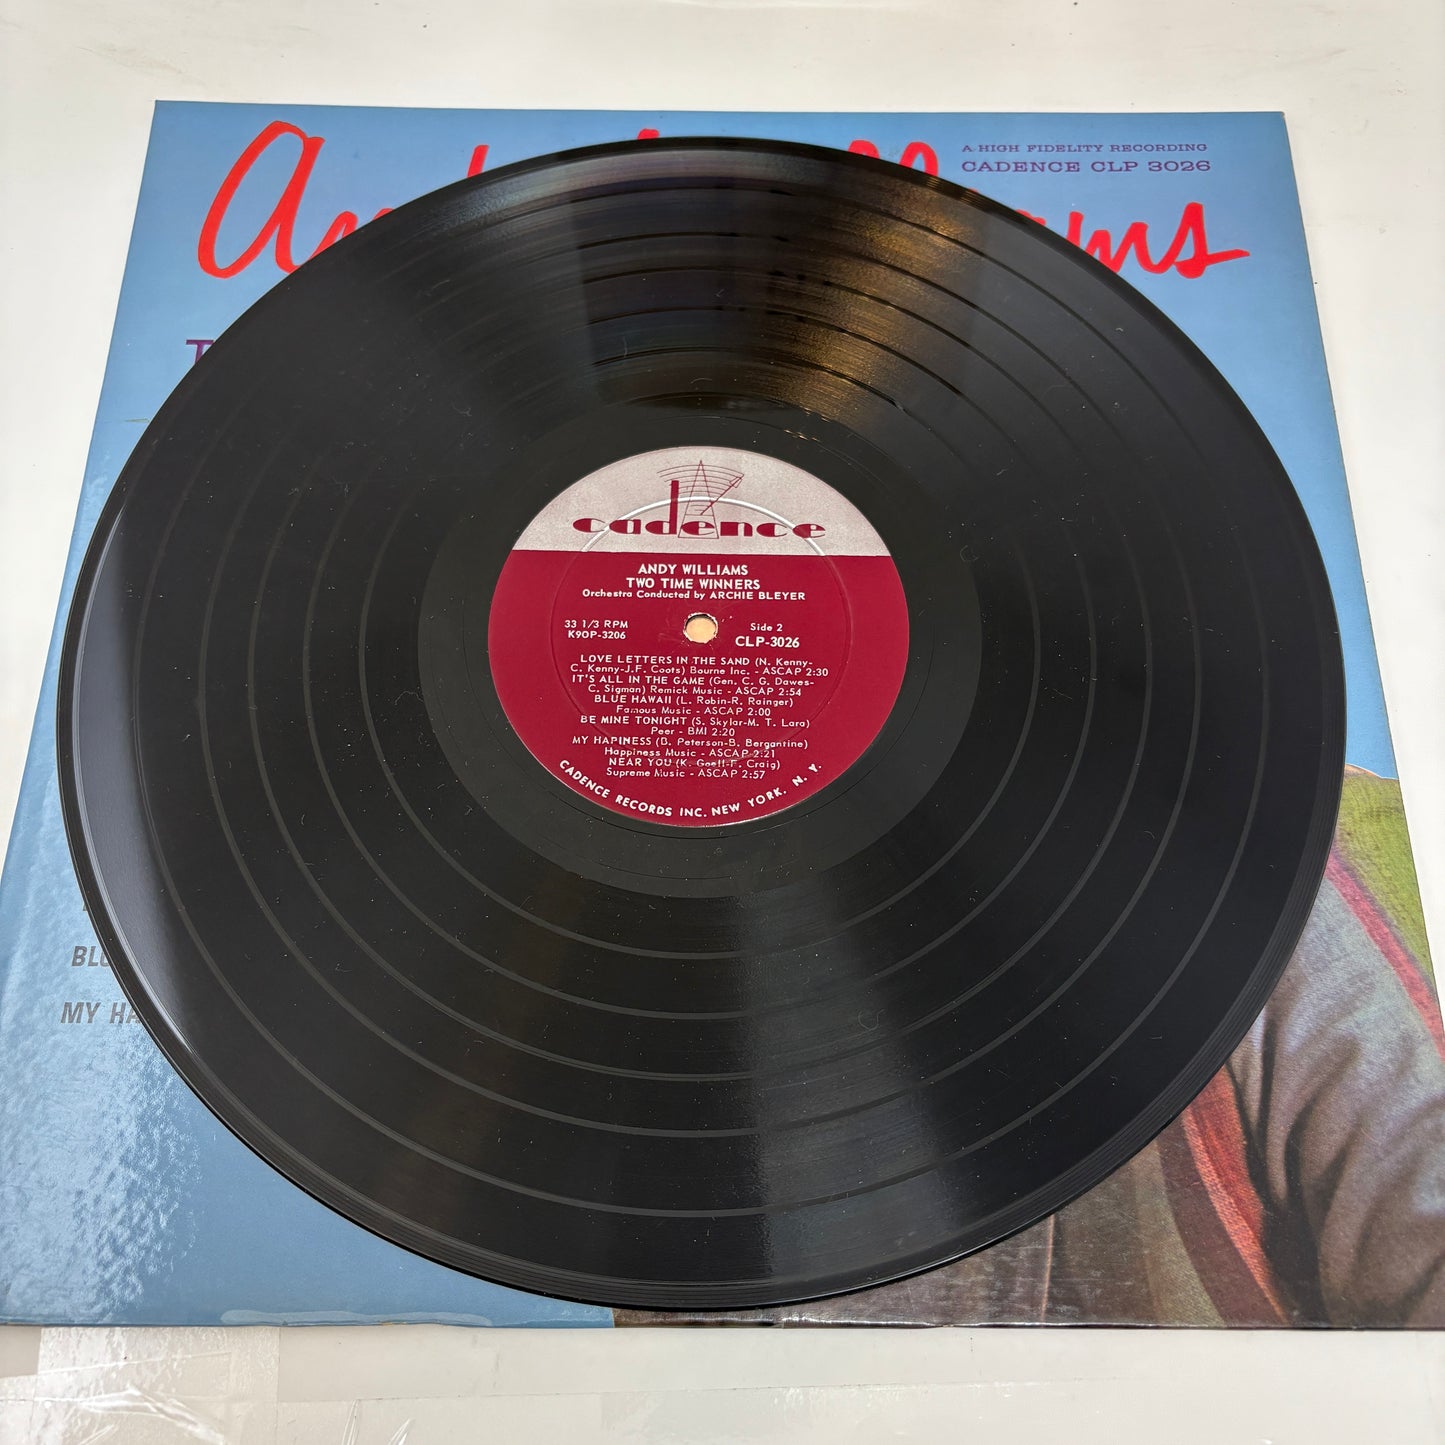 A HIGH FIDELITY RECORDING
CADENCE CLP 3026
cadence
ANDY WILLIAMS
TWO TIME WINNERS
Orchestra Conducted by ARCHIE BLEYER
33 1/3 RPM
K9OP-3206
Side 2
CLP-3026
LOVE LETTERS IN THE SAND (N. Kenny-
C. Kenny-J.F. Coots) Bourne Inc. - ASCAP 2:30
IT'S ALL IN THE GAME (Gen. C. G. Dawes-
C. Sigman) Remick Music - ASCAP 2:54
BLUE HAWAII (L. Robin-R. Rainger)
Famous Music - ASCAP 2:00
BE MINE TONIGHT (S. Skylar-M. T. Lara)
Peer - BMI 2:20
MY HAPINESS (B. Peterson-B. Bergantine)
Happiness Music - ASCAP 2:21
NEAR YOU (K. Goell-F. Craig)
Supreme Music - ASCAP 2:57
CADENCE RECORDS INC. NEW YORK, N. Y.
MY HA